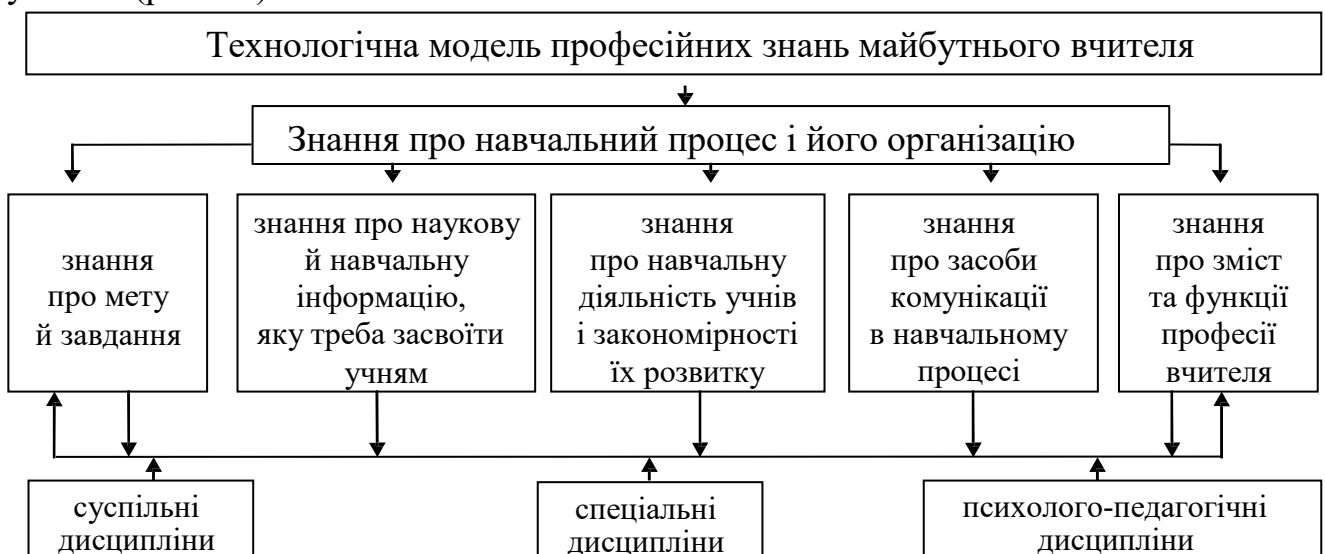 Технологічна модель професійних знань майбутнього вчителя
Знання про навчальний процес і його організацію
знання
про мету
й завдання
знання про наукову
й навчальну
інформацію,
яку треба засвоїти
учням
знання
про навчальну
діяльність учнів
і закономірності
їх розвитку
знання
про засоби
комунікації
в навчальному
процесі
знання
про зміст
та функції
професії
вчителя
суспільні
дисципліни
спеціальні
дисципліни
психолого-педагогічні
дисципліни